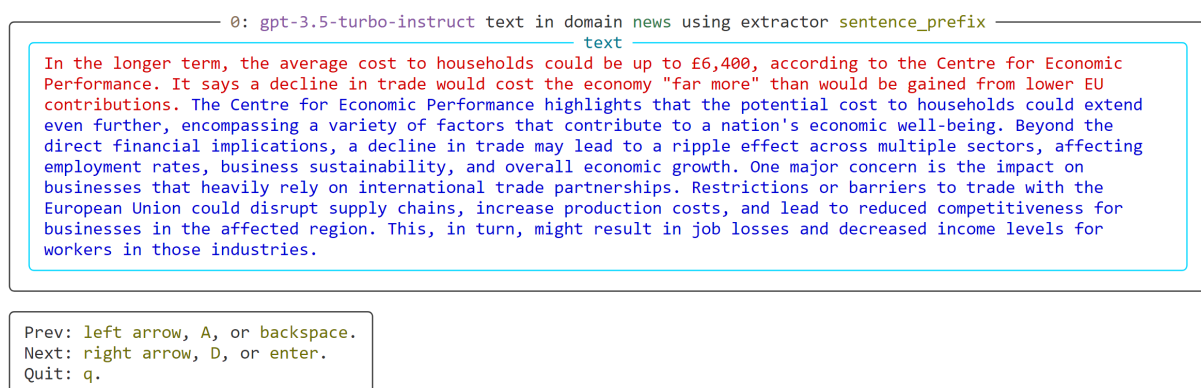 0: gpt-3.5-turbo-instruct text in domain news using extractor sentence_prefix
text
In the longer term, the average cost to households could be up to £6,400, according to the Centre for Economic
Performance. It says a decline in trade would cost the economy "far more" than would be gained from lower EU
contributions. The Centre for Economic Performance highlights that the potential cost to households could extend
even further, encompassing a variety of factors that contribute to a nation's economic well-being. Beyond the
direct financial implications, a decline in trade may lead to a ripple effect across multiple sectors, affecting
employment rates, business sustainability, and overall economic growth. One major concern is the impact on
businesses that heavily rely on international trade partnerships. Restrictions or barriers to trade with the
European Union could disrupt supply chains, increase production costs, and lead to reduced competitiveness for
businesses in the affected region. This, in turn, might result in job losses and decreased income levels for
workers in those industries.
Prev: left arrow, A, or backspace.
Next: right arrow, D, or enter.
Quit: q.